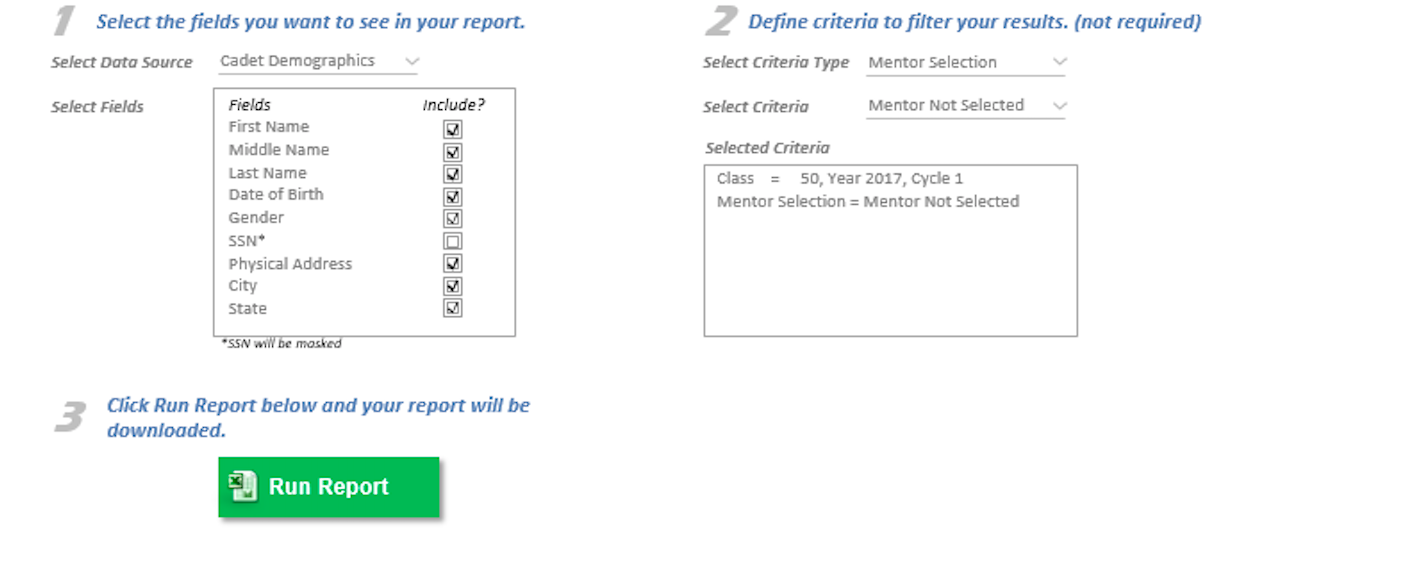 1 Select the fields you want to see in your report.
Select Data Source Cadet Demographics
Select Fields
Fields Include?
First Name
Middle Name
Last Name
Date of Birth
Gender
SSN*
Physical Address
City
State
*SSN will be masked
2 Define criteria to filter your results. (not required)
Select Criteria Type Mentor Selection
Select Criteria Mentor Not Selected
Selected Criteria
Class = 50, Year 2017, Cycle 1
Mentor Selection = Mentor Not Selected
3 Click Run Report below and your report will be
downloaded.
Run Report